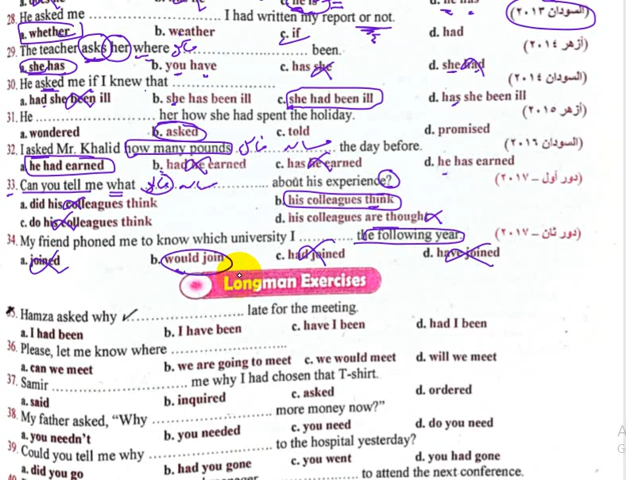 28. He asked me ................ I had written my report or not. (السودان ٢٠١٣)
a. whether b. weather c. if d. had
29. The teacher asks her where ................ been. (أزهر ٢٠١٤)
a. she has b. you have c. has she d. she had
30. He asked me if I knew that ................ (السودان ٢٠١٤)
a. had she been ill b. she has been ill c. she had been ill d. has she been ill
31. He ................ her how she had spent the holiday. (أزهر ٢٠١٥)
a. wondered b. asked c. told d. promised
32. I asked Mr. Khalid how many pounds ................ the day before. (السودان ٢٠١٦)
a. he had earned b. had he earned c. has he earned d. he has earned
33. Can you tell me what ................ about his experience? (دور أول – ٢٠١٧)
a. did his colleagues think b. his colleagues think
c. do his colleagues think d. his colleagues are thought
34. My friend phoned me to know which university I ................ the following year. (دور ثان – ٢٠١٧)
a. joined b. would join c. had joined d. have joined
Longman Exercises
35. Hamza asked why ................ late for the meeting.
a. I had been b. I have been c. have I been d. had I been
36. Please, let me know where ................
a. can we meet b. we are going to meet c. we would meet d. will we meet
37. Samir ................ me why I had chosen that T-shirt.
a. said b. inquired c. asked d. ordered
38. My father asked, “Why ................ more money now?”
a. you needn’t b. you needed c. you need d. do you need
39. Could you tell me why ................ to the hospital yesterday?
a. did you go b. had you gone c. you went d. you had gone
................ to attend the next conference.